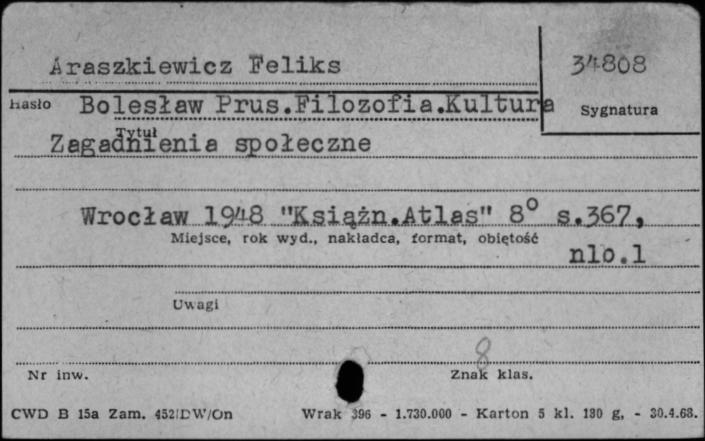 Araszkiewicz Feliks
34808
Hasło Bolesław Prus.Filozofia.Kultura
Sygnatura
Tytuł
Zagadnienia społeczne
Wrocław 1948 "Książn.Atlas" 8° s.367,
Miejsce, rok wyd., nakładca, format, objętość
nlb.1
Uwagi
8
Nr inw.
Znak klas.
CWD B 15a Zam. 452/DW/On Wrak 396 - 1.730.000 - Karton 5 kl. 180 g, - 30.4.68.